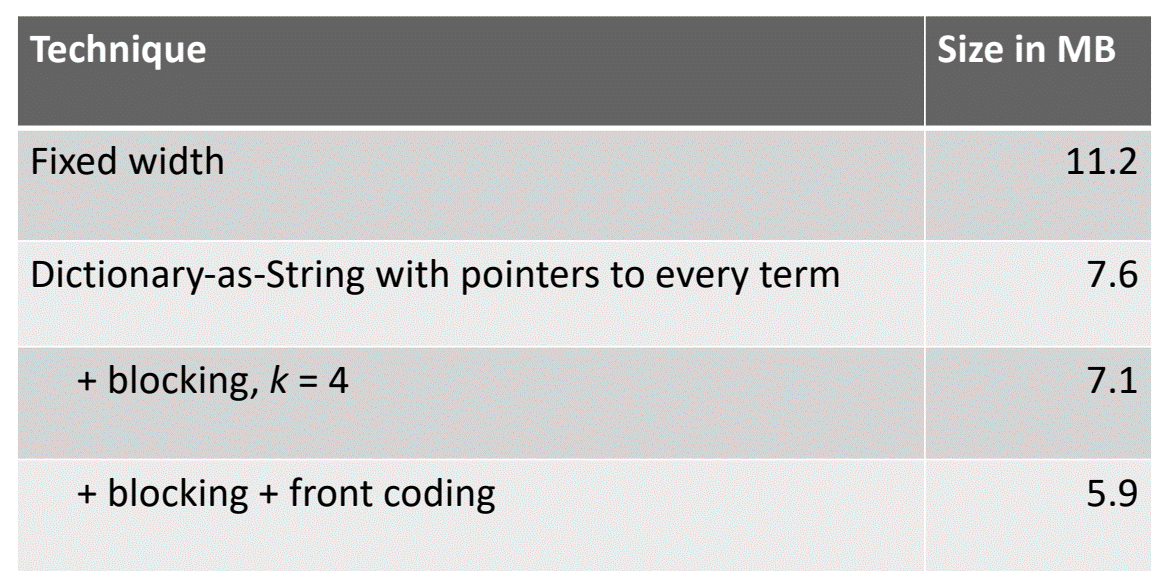 Technique Size in MB
Fixed width 11.2
Dictionary-as-String with pointers to every term 7.6
+ blocking, k = 4 7.1
+ blocking + front coding 5.9